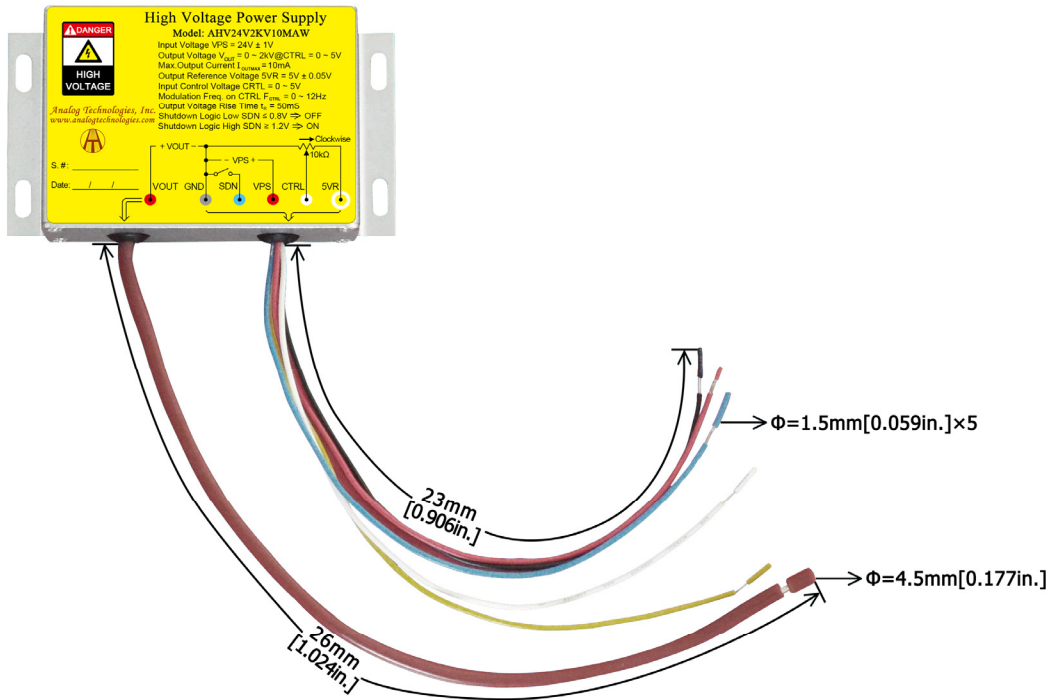 High Voltage Power Supply
Model: AHV24V2KV10MAW
DANGER
HIGH
VOLTAGE
Input Voltage VPS = 24V ± 1V
Output Voltage VOUT = 0 ~ 2kV@CTRL = 0 ~ 5V
Max.Output Current IOUTMAX = 10mA
Output Reference Voltage 5VR = 5V ± 0.05V
Input Control Voltage CRTL = 0 ~ 5V
Modulation Freq. on CTRL FCTRL = 0 ~ 12Hz
Output Voltage Rise Time tR = 50mS
Shutdown Logic Low SDN ≤ 0.8V ⇒ OFF
Shutdown Logic High SDN ≥ 1.2V ⇒ ON
Analog Technologies, Inc.
www.analogtechnologies.com
AT
S. #:
Date: / /
Clockwise
+ VOUT −
10kΩ
− VPS +
VOUT GND SDN VPS CTRL 5VR
Φ=1.5mm[0.059in.]×5
23mm
[0.906in.]
Φ=4.5mm[0.177in.]
26mm
[1.024in.]